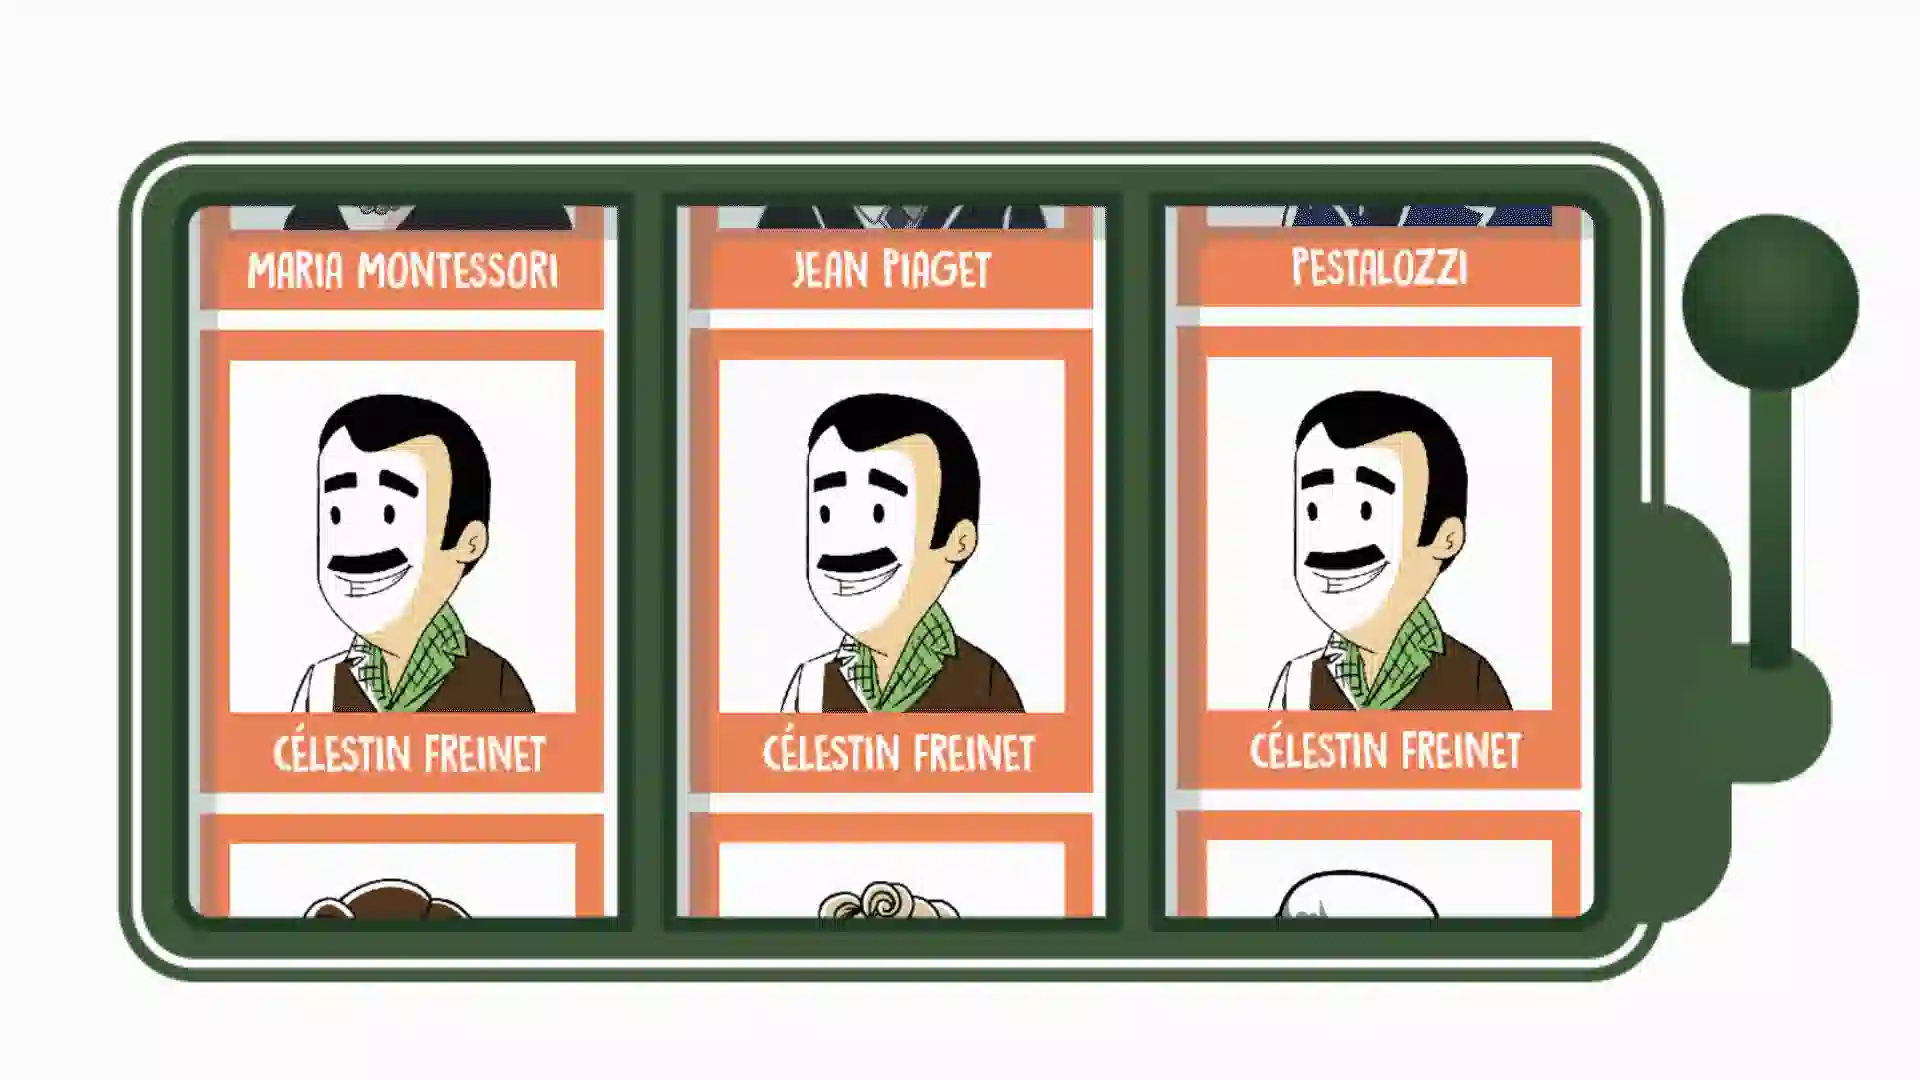 MARIA MONTESSORI
JEAN PIAGET
PESTALOZZI
CÉLESTIN FREINET
CÉLESTIN FREINET
CÉLESTIN FREINET